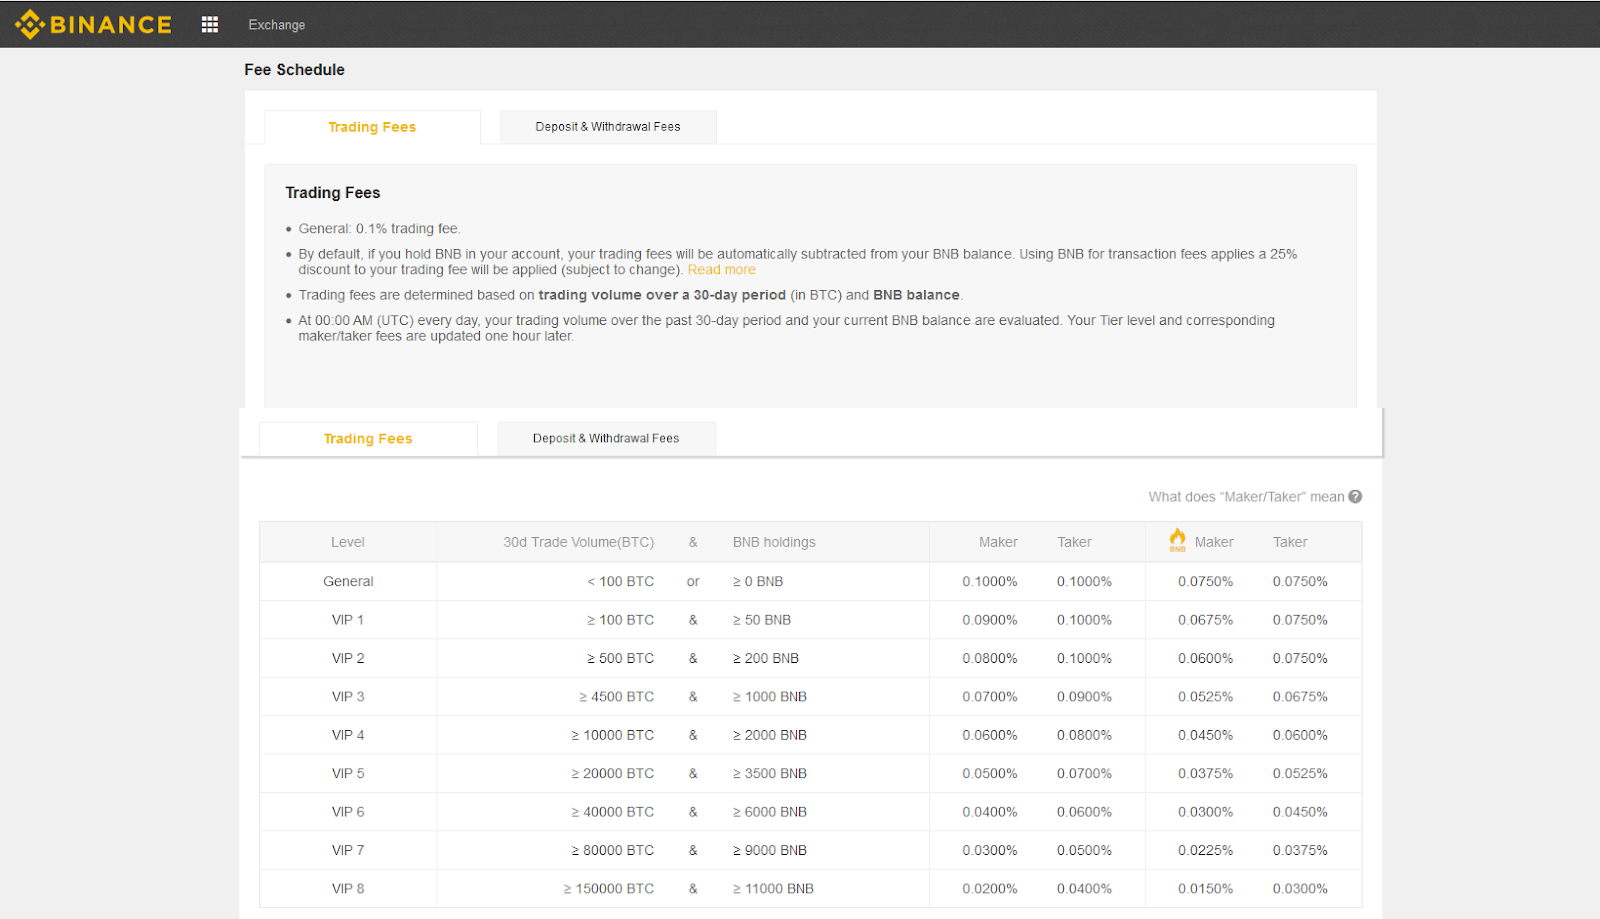 BINANCE Exchange
Fee Schedule
Trading Fees Deposit & Withdrawal Fees
Trading Fees
• General: 0.1% trading fee.
• By default, if you hold BNB in your account, your trading fees will be automatically subtracted from your BNB balance. Using BNB for transaction fees applies a 25%
discount to your trading fee will be applied (subject to change). Read more
• Trading fees are determined based on trading volume over a 30-day period (in BTC) and BNB balance.
• At 00:00 AM (UTC) every day, your trading volume over the past 30-day period and your current BNB balance are evaluated. Your Tier level and corresponding
maker/taker fees are updated one hour later.
Trading Fees Deposit & Withdrawal Fees
What does “Maker/Taker” mean ?
Level 30d Trade Volume(BTC) & BNB holdings Maker Taker BNB Maker Taker
General < 100 BTC or ≥ 0 BNB 0.1000% 0.1000% 0.0750% 0.0750%
VIP 1 ≥ 100 BTC & ≥ 50 BNB 0.0900% 0.1000% 0.0675% 0.0750%
VIP 2 ≥ 500 BTC & ≥ 200 BNB 0.0800% 0.1000% 0.0600% 0.0750%
VIP 3 ≥ 4500 BTC & ≥ 1000 BNB 0.0700% 0.0900% 0.0525% 0.0675%
VIP 4 ≥ 10000 BTC & ≥ 2000 BNB 0.0600% 0.0800% 0.0450% 0.0600%
VIP 5 ≥ 20000 BTC & ≥ 3500 BNB 0.0500% 0.0700% 0.0375% 0.0525%
VIP 6 ≥ 40000 BTC & ≥ 6000 BNB 0.0400% 0.0600% 0.0300% 0.0450%
VIP 7 ≥ 80000 BTC & ≥ 9000 BNB 0.0300% 0.0500% 0.0225% 0.0375%
VIP 8 ≥ 150000 BTC & ≥ 11000 BNB 0.0200% 0.0400% 0.0150% 0.0300%